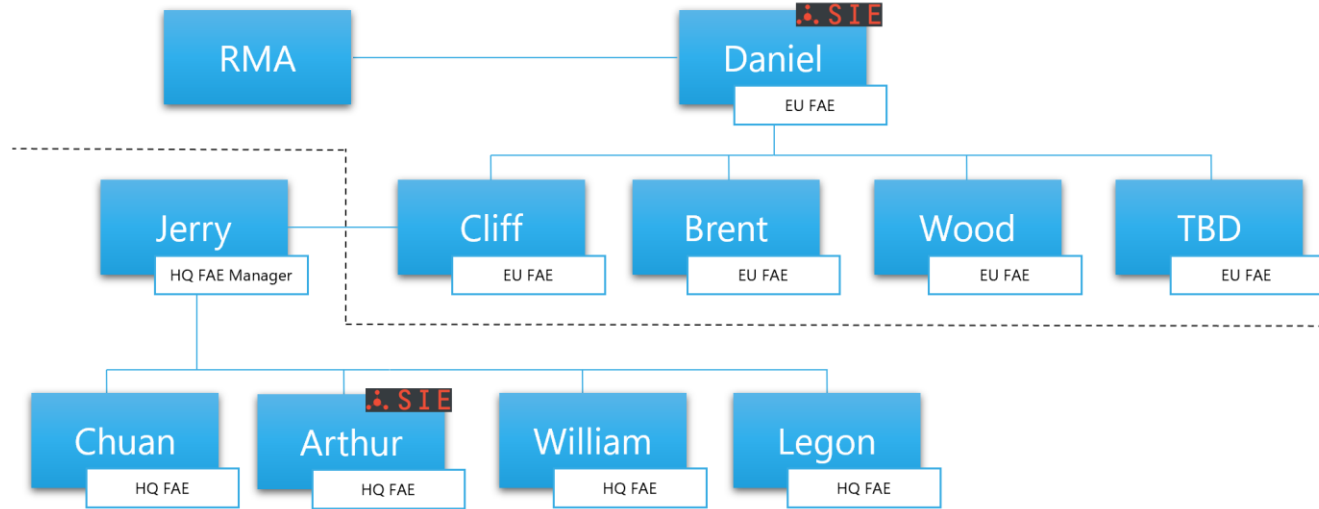 SIE
RMA
Daniel
EU FAE
Jerry
HQ FAE Manager
Cliff
EU FAE
Brent
EU FAE
Wood
EU FAE
TBD
EU FAE
SIE
Chuan
HQ FAE
Arthur
HQ FAE
William
HQ FAE
Legon
HQ FAE